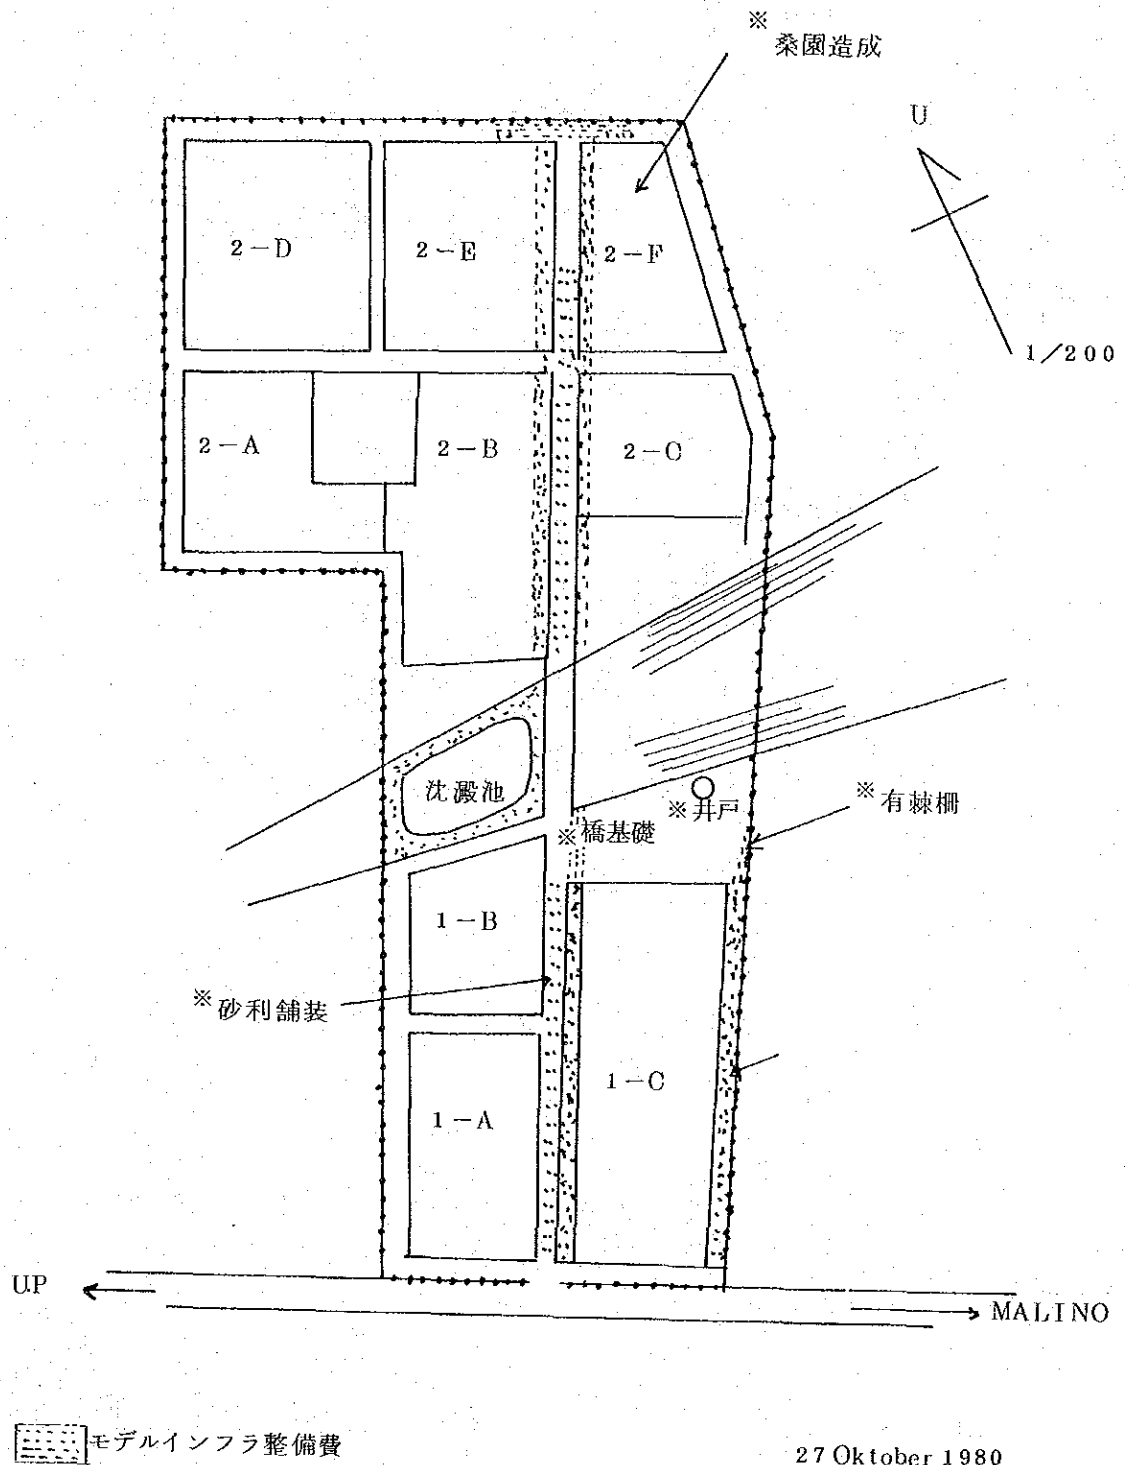 ※桑園造成
U
1/200
2-D
2-E
2-F
2-A
2-B
2-C
沈澱池
※井戸
※有棘柵
※橋基礎
1-B
※砂利舗装
1-C
1-A
U.P
MALINO
モデルインフラ整備費
27 Oktober 1980